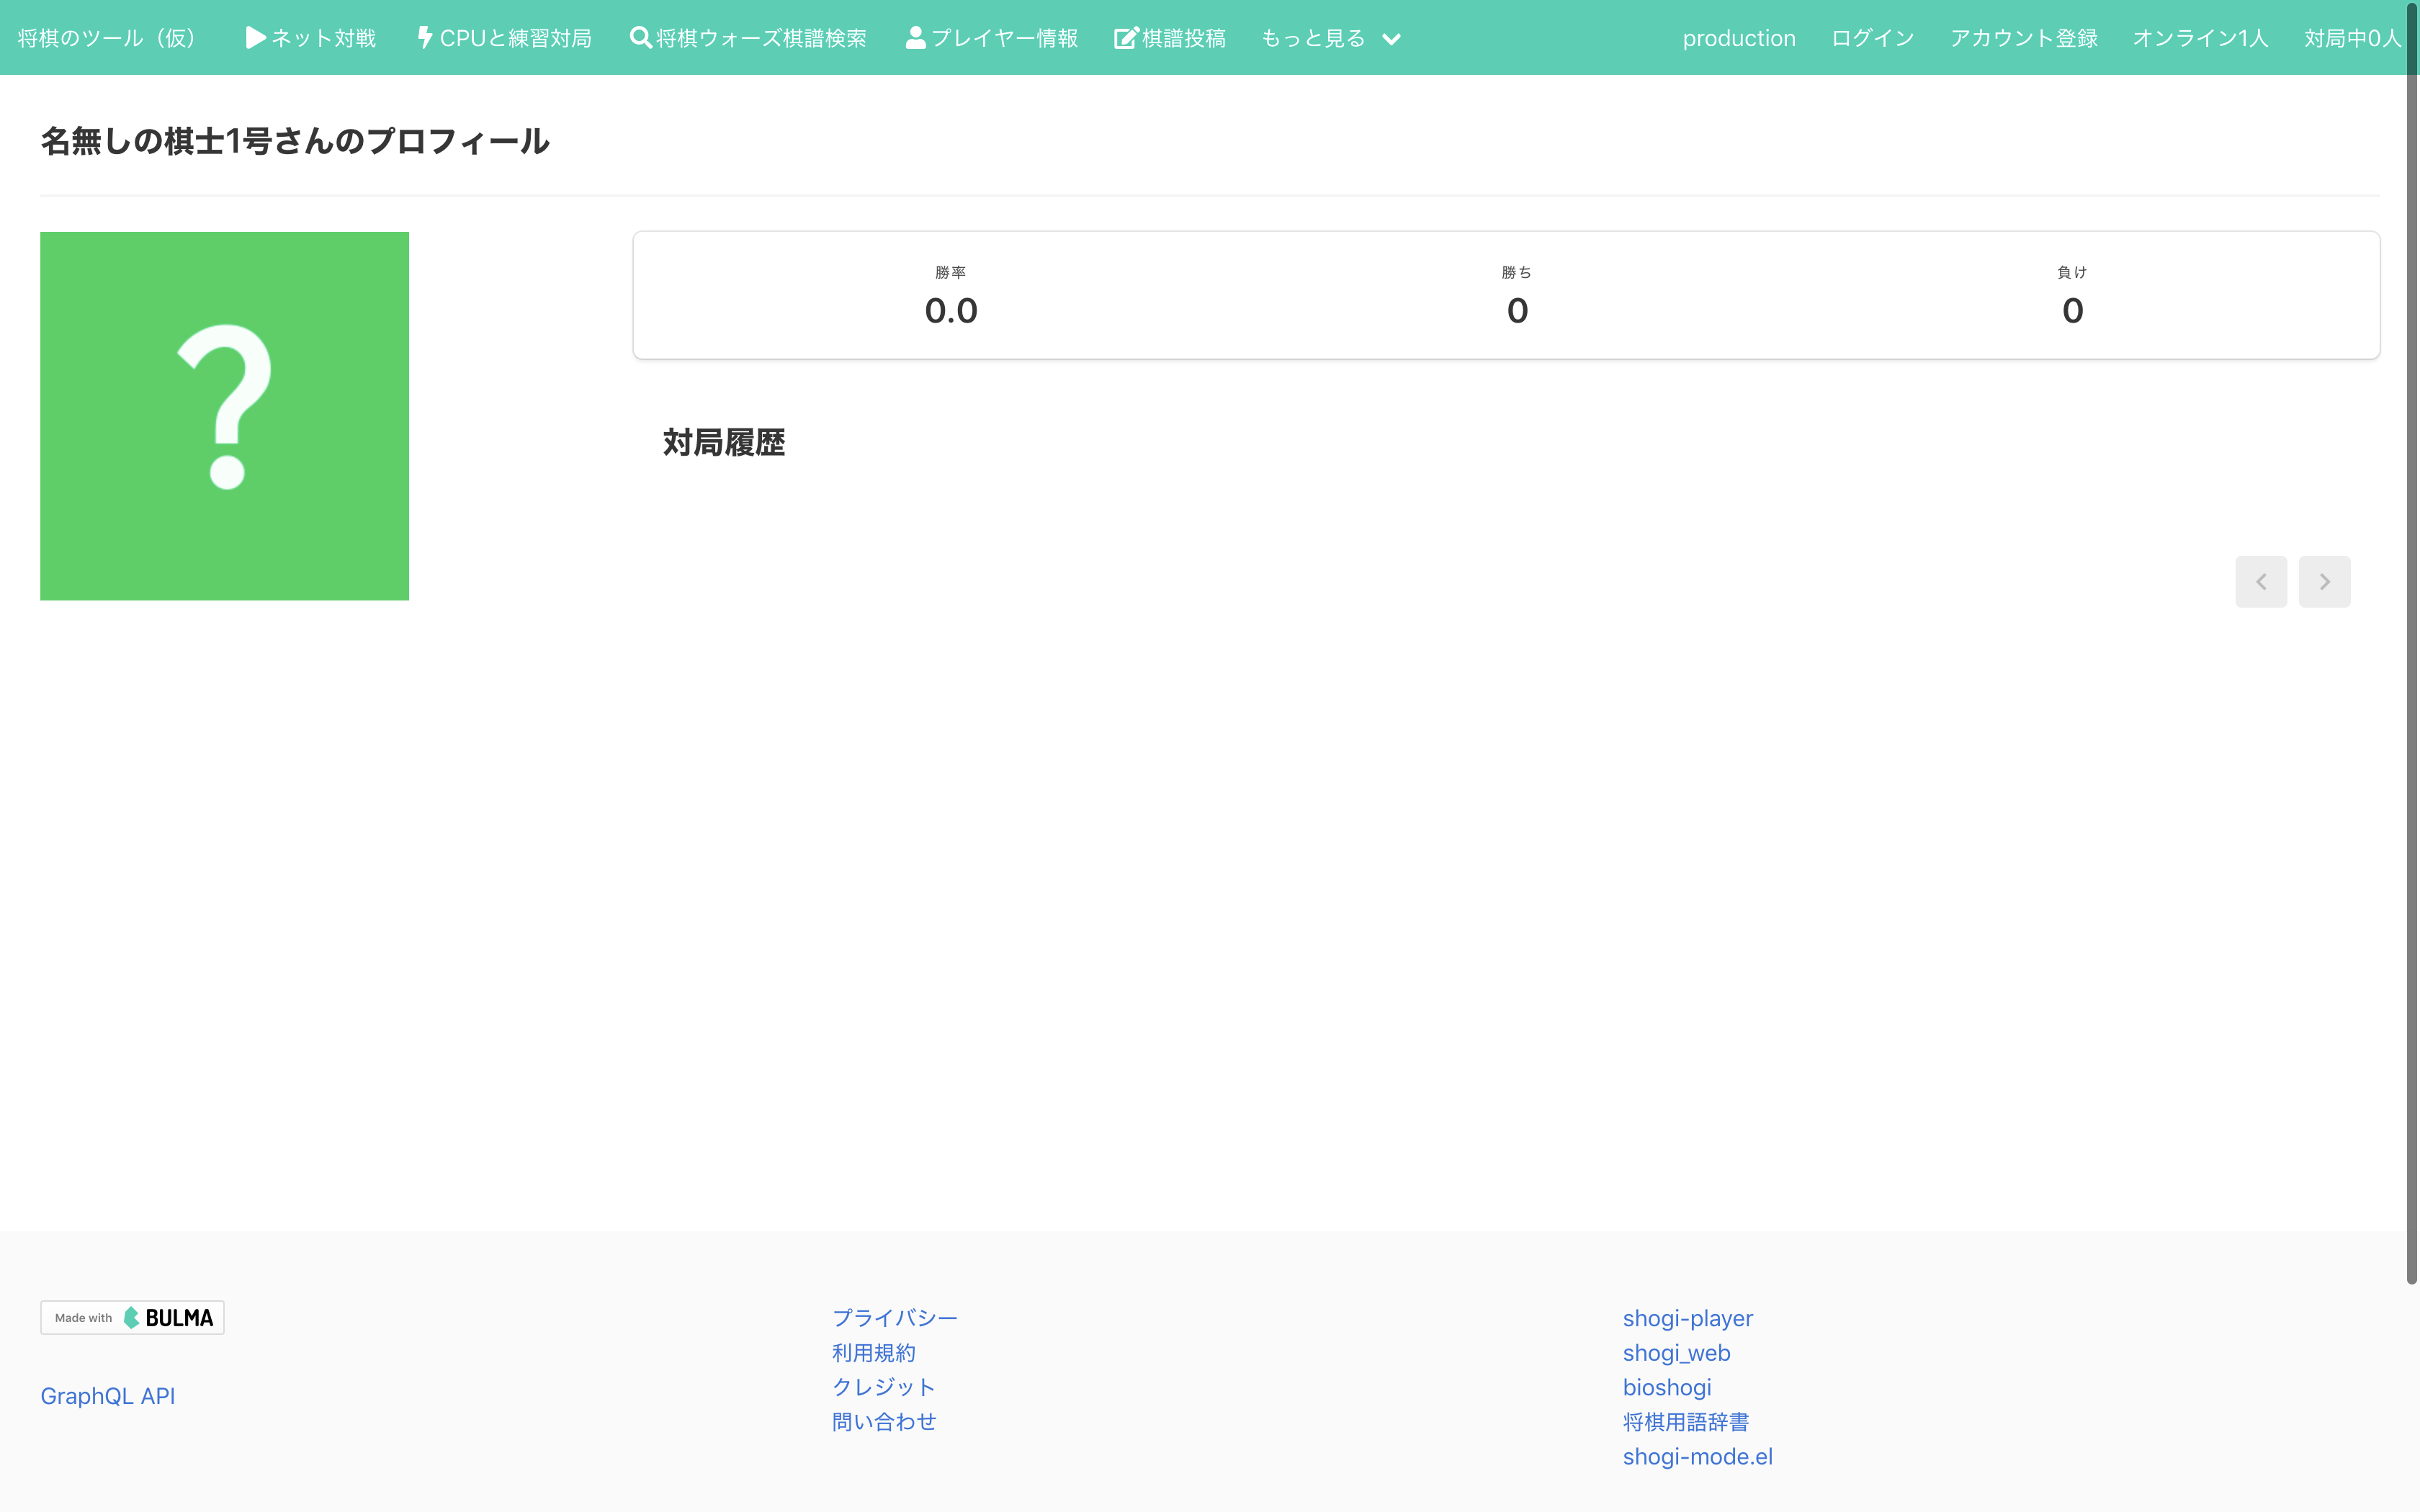 将棋のツール（仮） ネット対戦 CPUと練習対局 将棋ウォーズ棋譜検索 プレイヤー情報 棋譜投稿 もっと見る production ログイン アカウント登録 オンライン1人 対局中0人
名無しの棋士1号さんのプロフィール
?
勝率 勝ち 負け
0.0 0 0
対局履歴
Made with BULMA
GraphQL API
プライバシー
利用規約
クレジット
問い合わせ
shogi-player
shogi_web
bioshogi
将棋用語辞書
shogi-mode.el